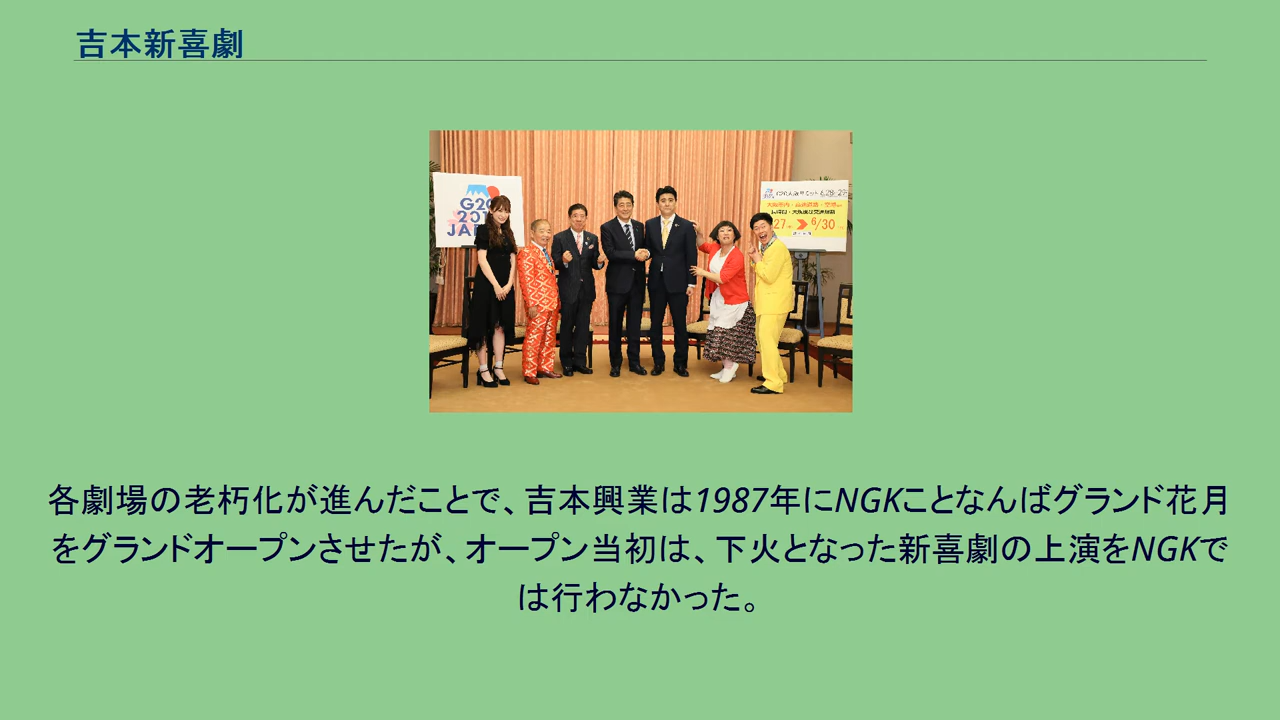 吉本新喜劇
G20
各劇場の老朽化が進んだことで、吉本興業は1987年にNGKことなんばグランド花月
をグランドオープンさせたが、オープン当初は、下火となった新喜劇の上演をNGKで
は行わなかった。